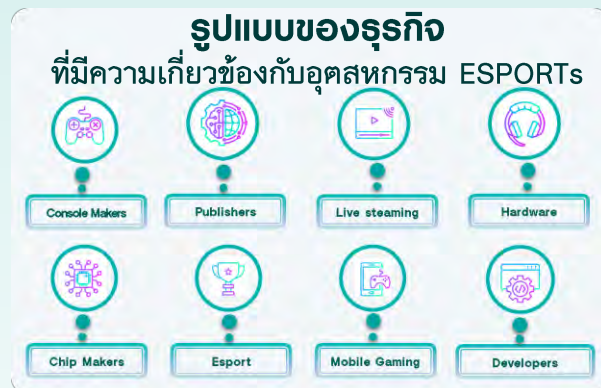 รูปแบบของธุรกิจ
ที่มีความเกี่ยวข้องกับอุตสหกรรม ESPORTs
Console Makers
Publishers
Live steaming
Hardware
Chip Makers
Esport
Mobile Gaming
Developers